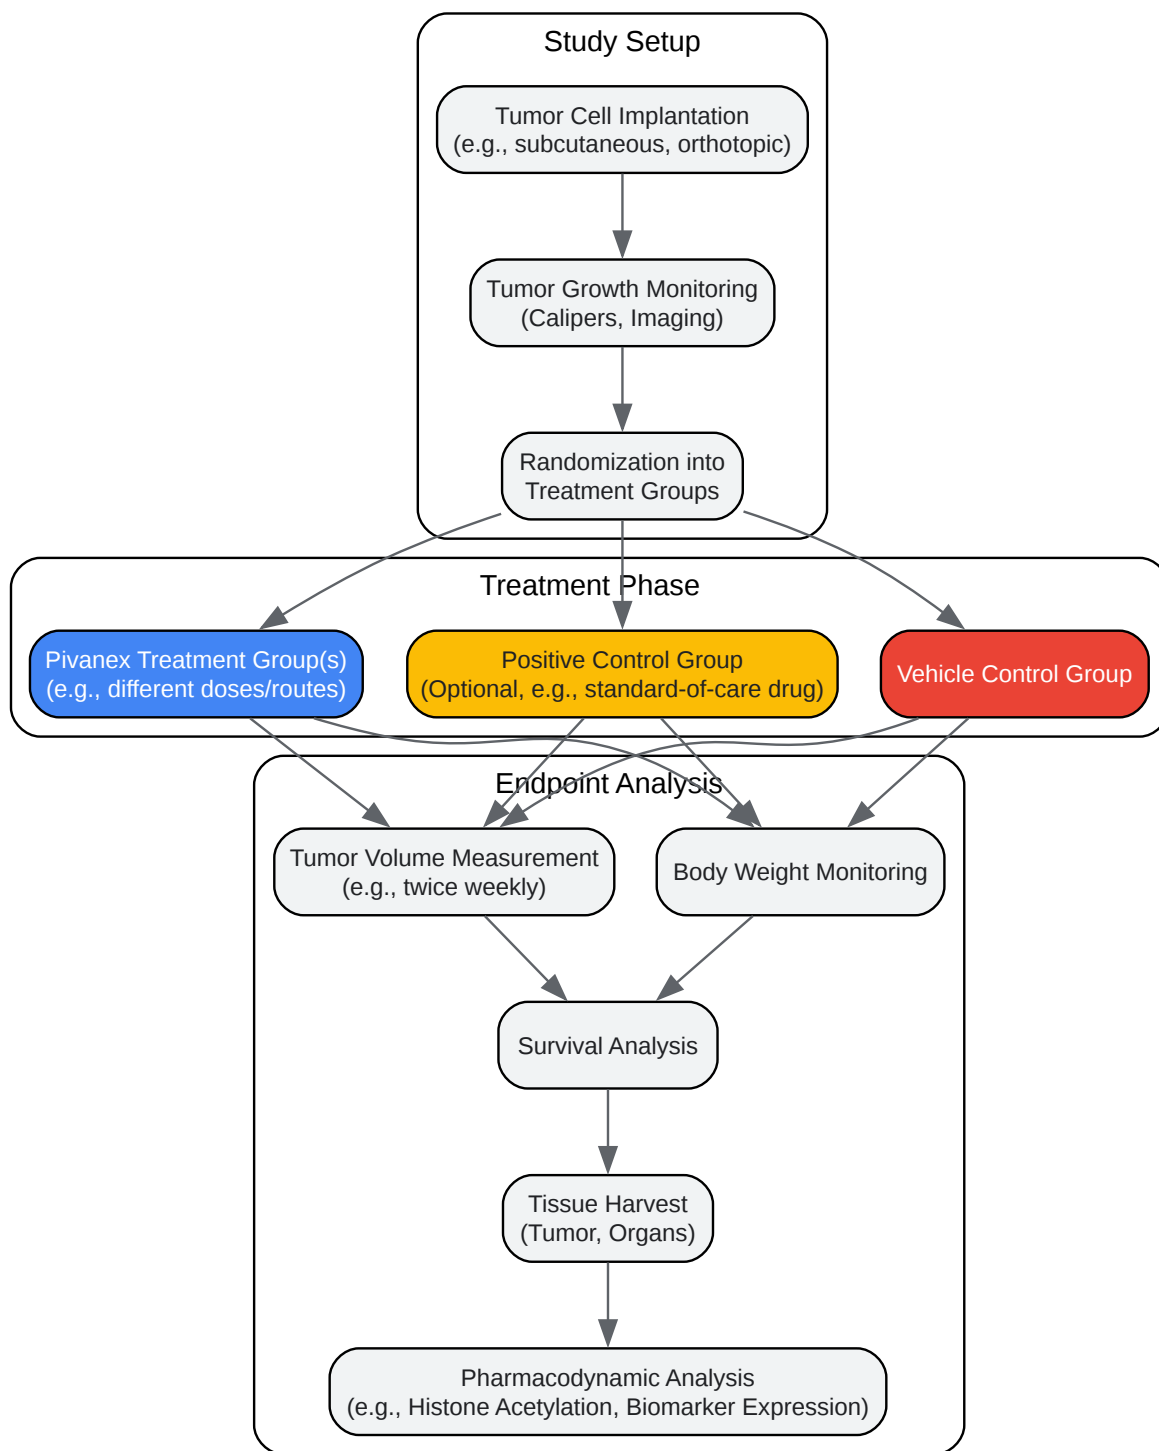 Study Setup
Tumor Cell Implantation
(e.g., subcutaneous, orthotopic)
Tumor Growth Monitoring
(Calipers, Imaging)
Randomization into
Treatment Groups
Treatment Phase
Pivanex Treatment Group(s)
(e.g., different doses/routes)
Positive Control Group
(Optional, e.g., standard-of-care drug)
Vehicle Control Group
Endpoint Analysis
Tumor Volume Measurement
(e.g., twice weekly)
Body Weight Monitoring
Survival Analysis
Tissue Harvest
(Tumor, Organs)
Pharmacodynamic Analysis
(e.g., Histone Acetylation, Biomarker Expression)